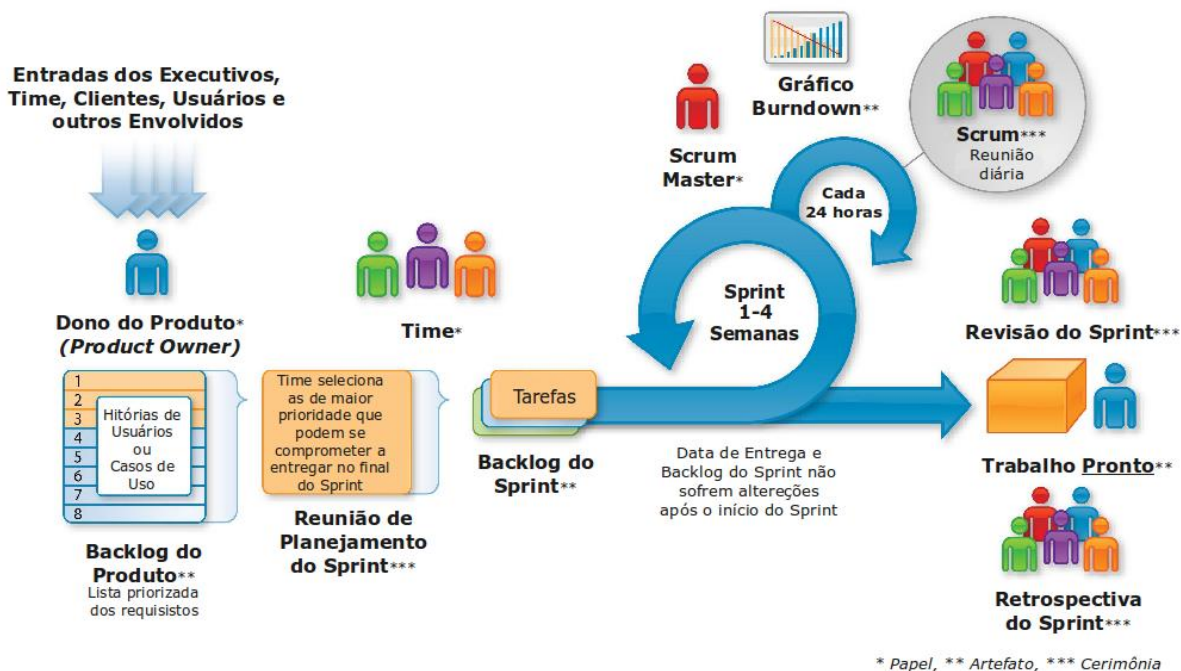 Entradas dos Executivos,
Time, Clientes, Usuários e
outros Envolvidos
Dono do Produto*
(Product Owner)
1
2
3
4
5
6
7
8
Hitórias de
Usuários
ou
Casos de
Uso
Backlog do
Produto**
Lista priorizada
dos requisistos
Time*
Time seleciona
as de maior
prioridade que
podem se
comprometer a
entregar no final
do Sprint
Reunião de
Planejamento
do Sprint***
Tarefas
Backlog do
Sprint**
Scrum
Master*
Gráfico
Burndown**
Cada
24 horas
Scrum***
Reunião
diária
Sprint
1-4
Semanas
Data de Entrega e
Backlog do Sprint não
sofrem altereções
após o início do Sprint
Revisão do Sprint***
Trabalho Pronto**
Retrospectiva
do Sprint***
* Papel, ** Artefato, *** Cerimônia